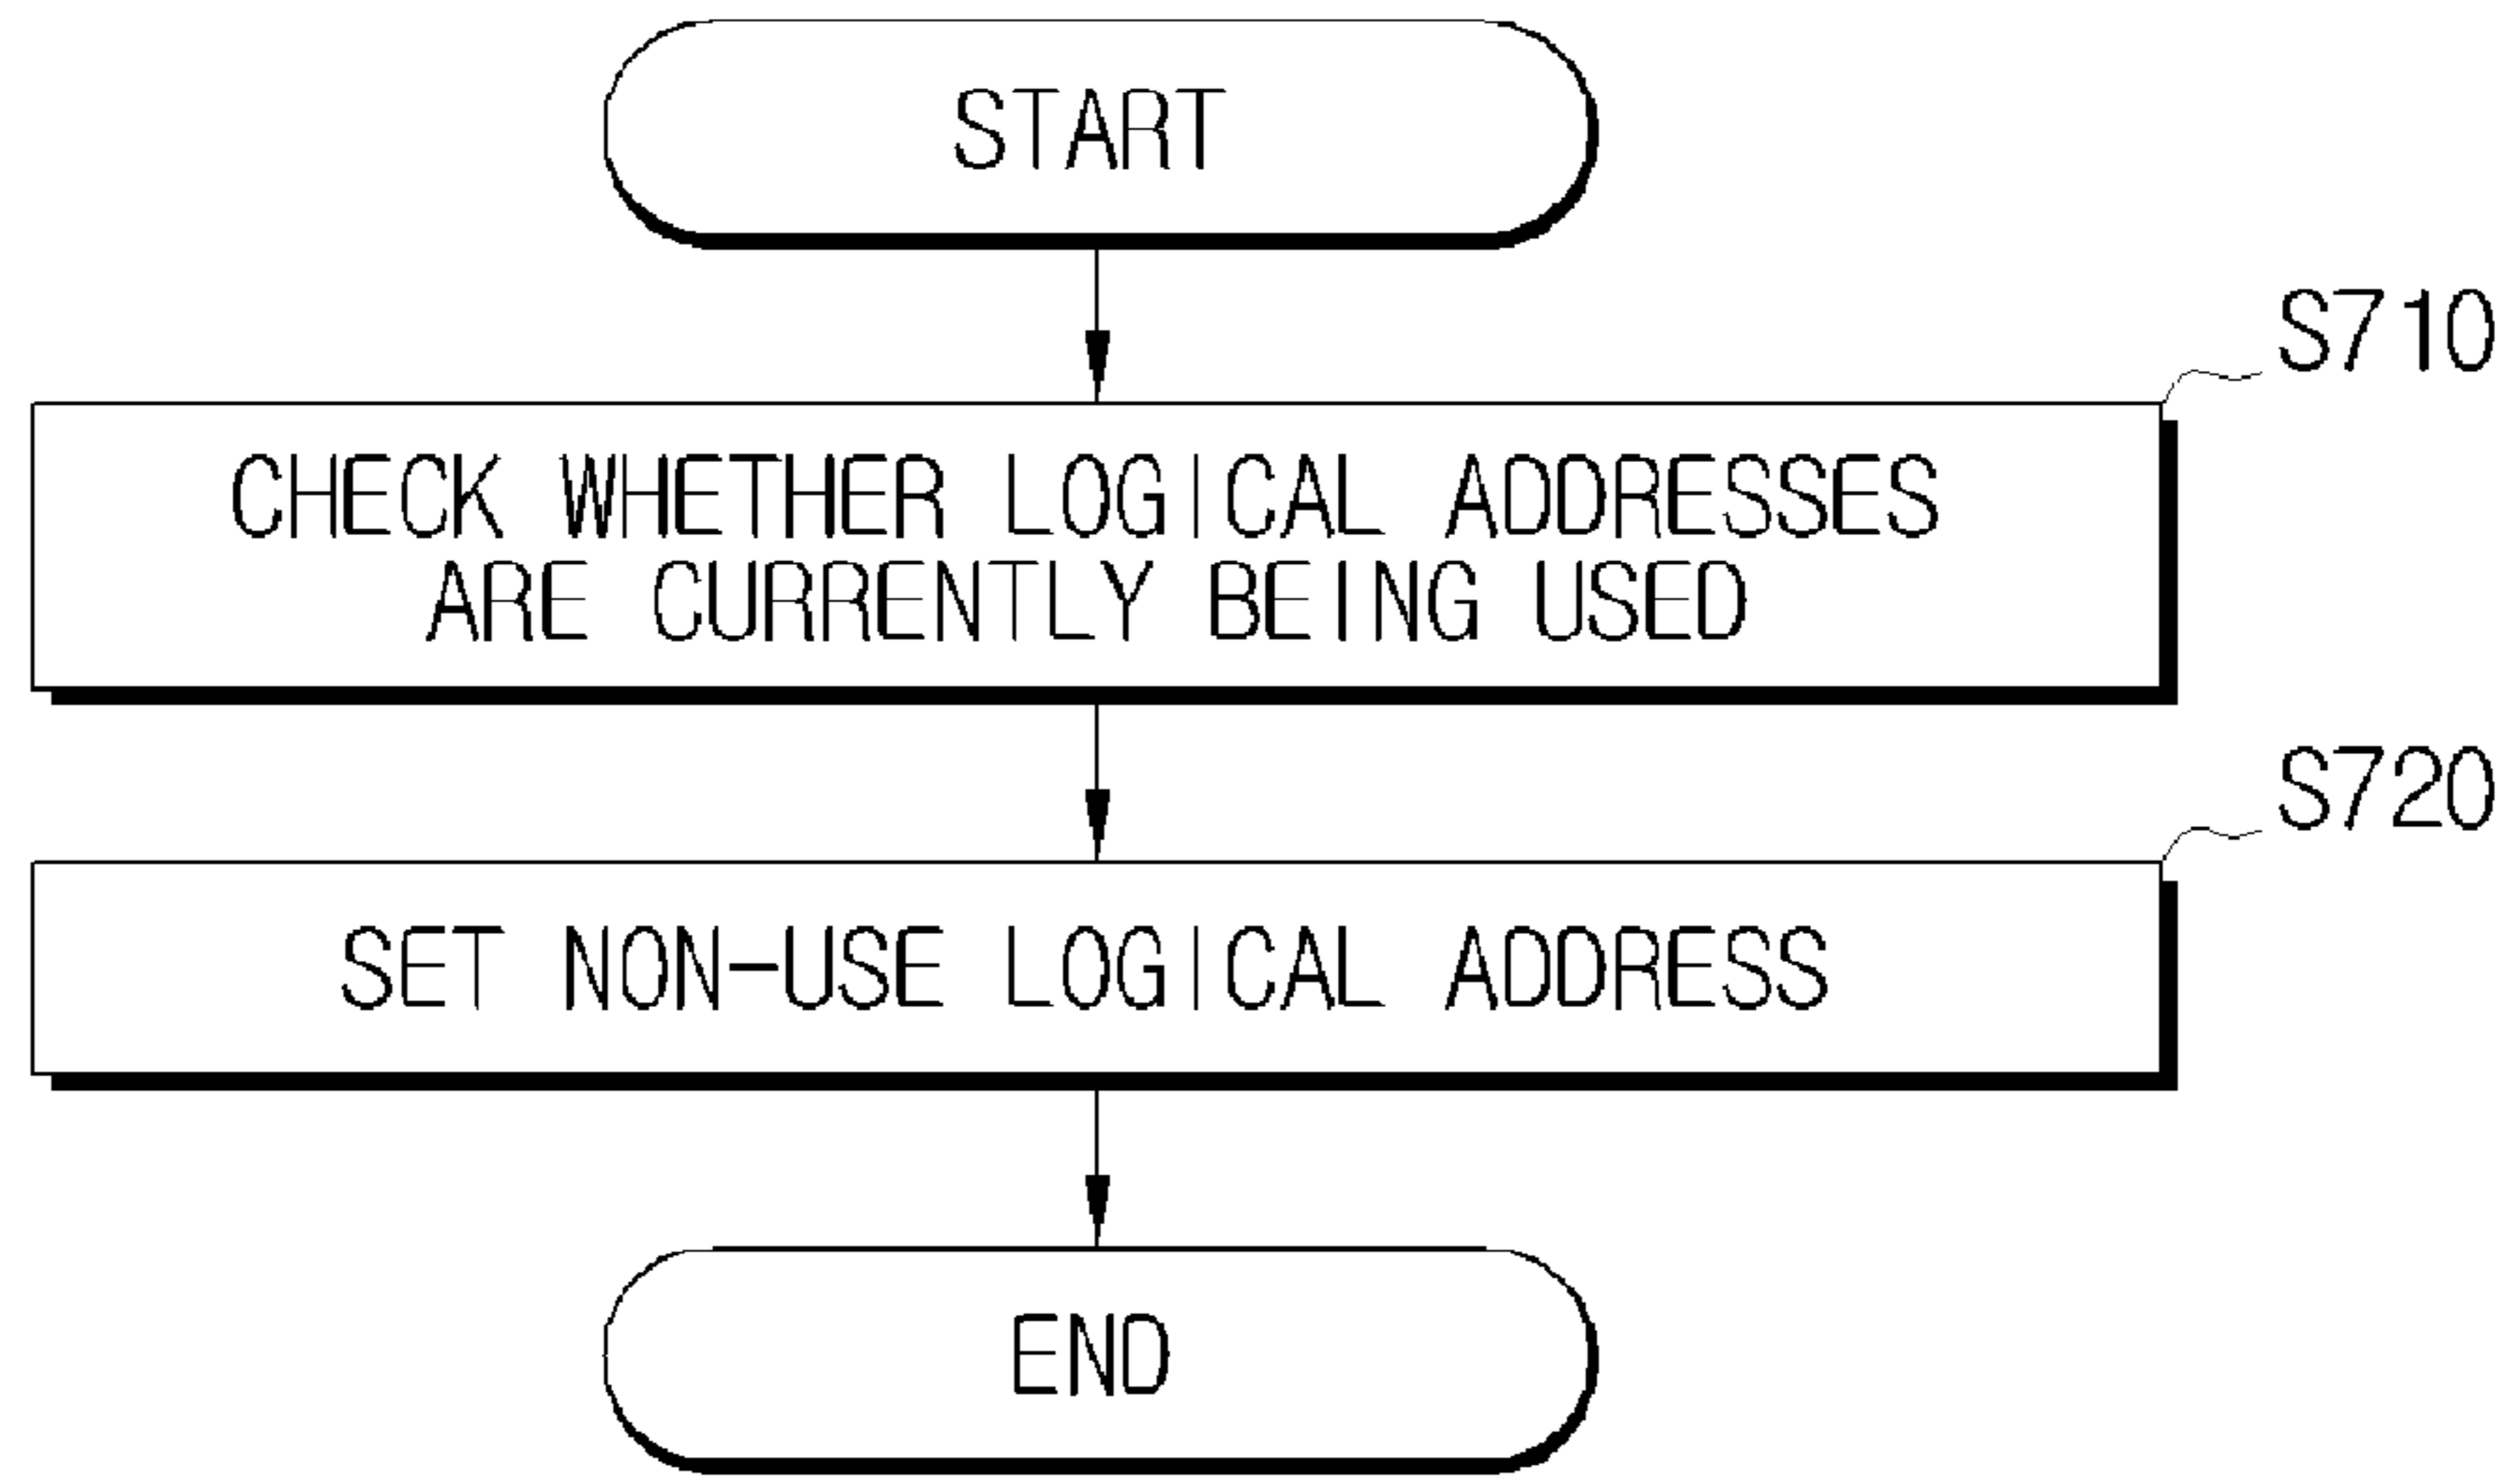 START
S710
CHECK WHETHER LOGICAL ADDRESSES
ARE CURRENTLY BEING USED
S720
SET NON-USE LOGICAL ADDRESS
END